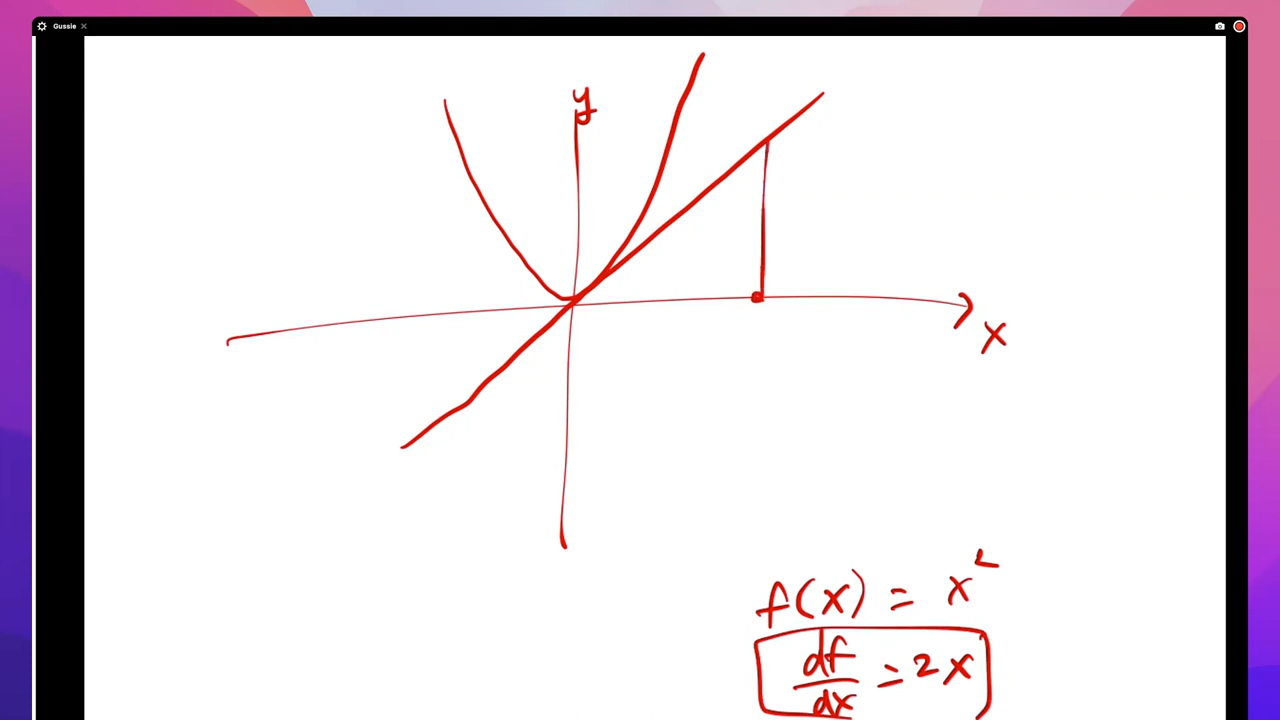 Gussie
y
x
f(x) = x²
df/dx = 2x